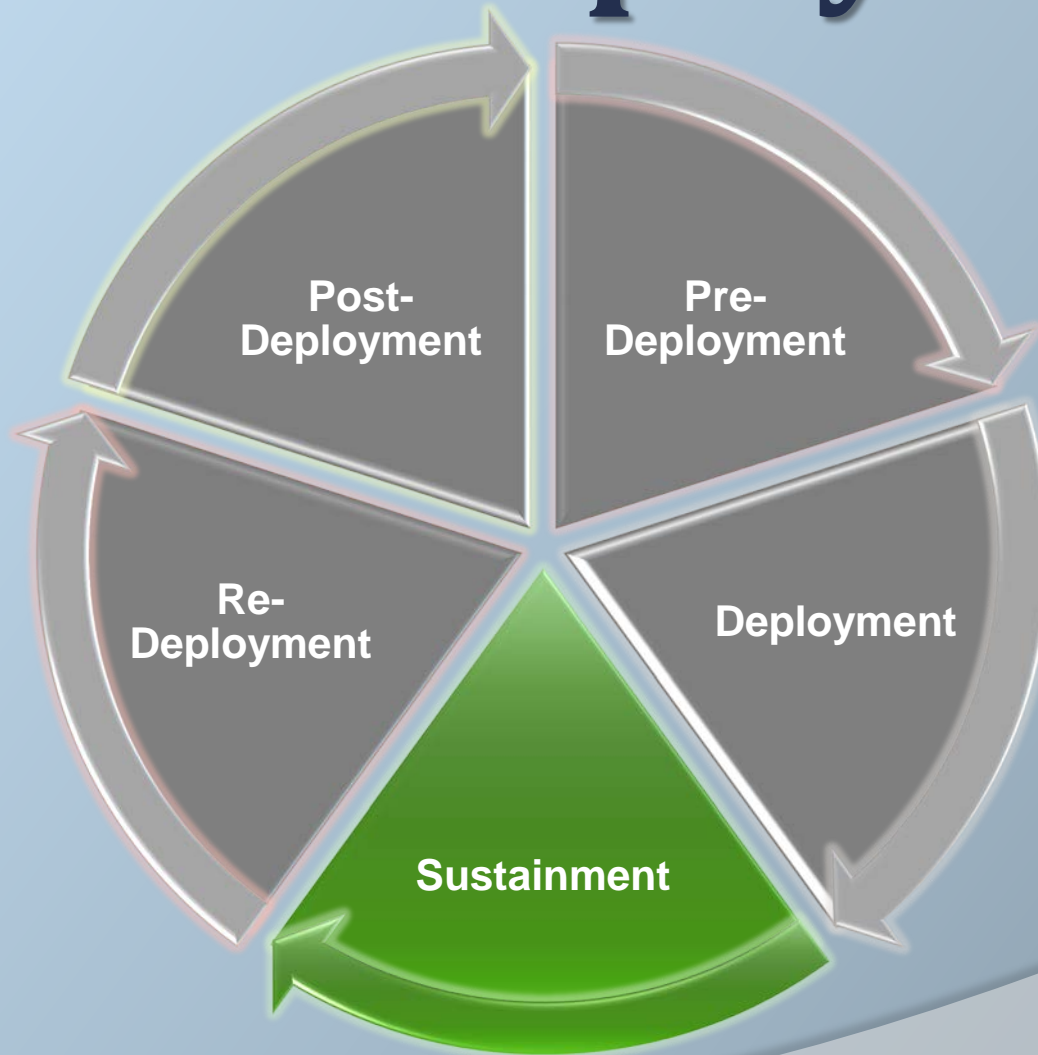 Post-
Deployment
Pre-
Deployment
Re-
Deployment
Deployment
Sustainment